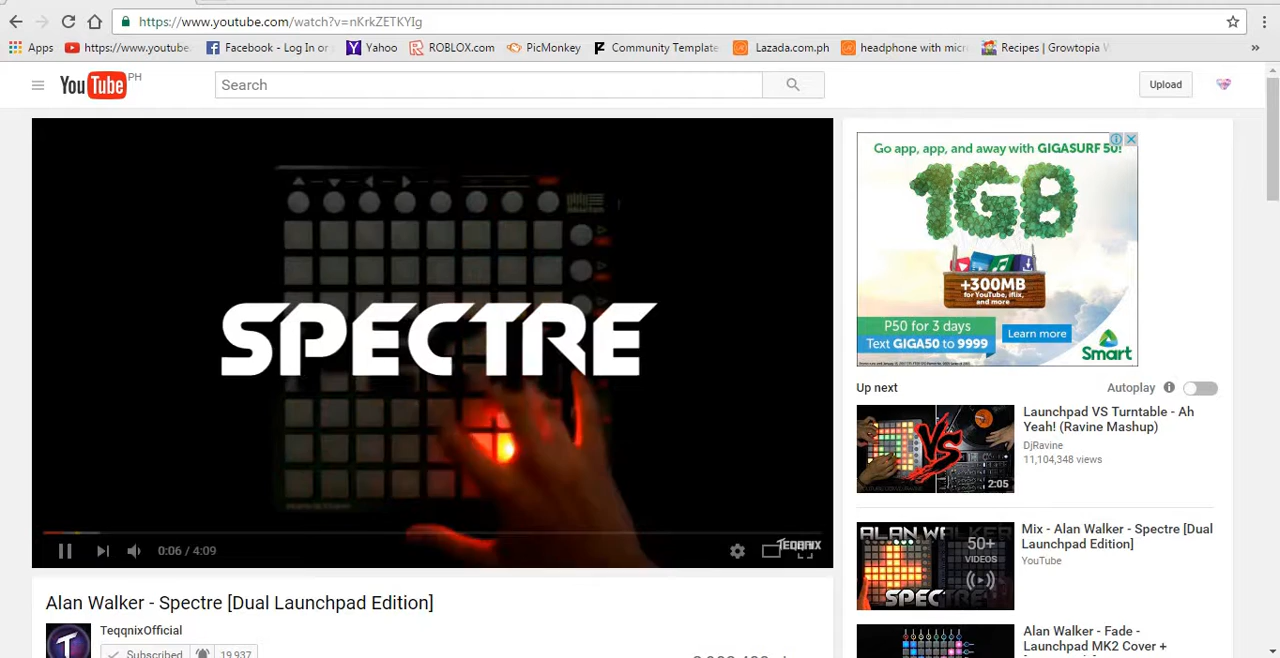 https://www.youtube.com/watch?v=nKrkZETKYIg
Apps
https://www.youtube
Facebook - Log In or
Yahoo
ROBLOX.com
PicMonkey
Community Template
Lazada.com.ph
headphone with micr
Recipes | Growtopia W
»
YouTube PH
Search
Upload
SPECTRE
0:06 / 4:09
TEQQNIX
Go app, app, and away with GIGASURF 50!
1GB
+300MB
for YouTube, iflix,
and more
P50 for 3 days
Text GIGA50 to 9999
Learn more
Smart
Up next
Autoplay
VS
2:05
Launchpad VS Turntable - Ah
Yeah! (Ravine Mashup)
DjRavine
11,104,348 views
ALAN WALKER
50+
VIDEOS
SPECTRE
Mix - Alan Walker - Spectre [Dual
Launchpad Edition]
YouTube
Alan Walker - Fade -
Launchpad MK2 Cover +
Alan Walker - Spectre [Dual Launchpad Edition]
T
TeqqnixOfficial
Subscribed
19,937